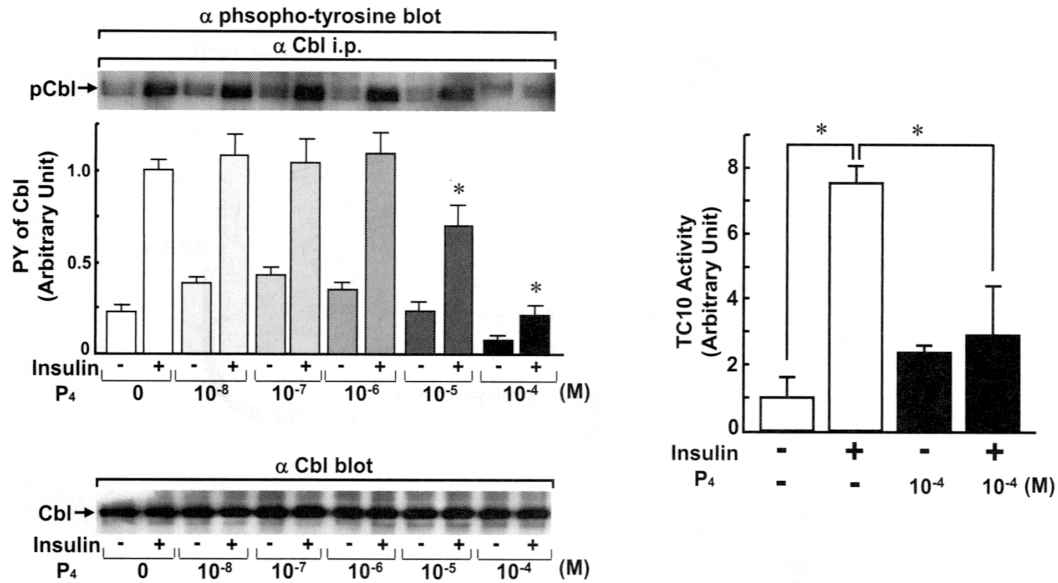 α phsopho-tyrosine blot
α Cbl i.p.
pCbl→
PY of Cbl
(Arbitrary Unit)
1.0
0.5
0
* *
Insulin - + - + - + - + - + - +
P₄ 0 10⁻⁸ 10⁻⁷ 10⁻⁶ 10⁻⁵ 10⁻⁴ (M)
α Cbl blot
Cbl→
Insulin - + - + - + - + - + - +
P₄ 0 10⁻⁸ 10⁻⁷ 10⁻⁶ 10⁻⁵ 10⁻⁴ (M)
TC10 Activity
(Arbitrary Unit)
8
6
4
2
0
* *
Insulin - + - +
P₄ - - 10⁻⁴ 10⁻⁴ (M)